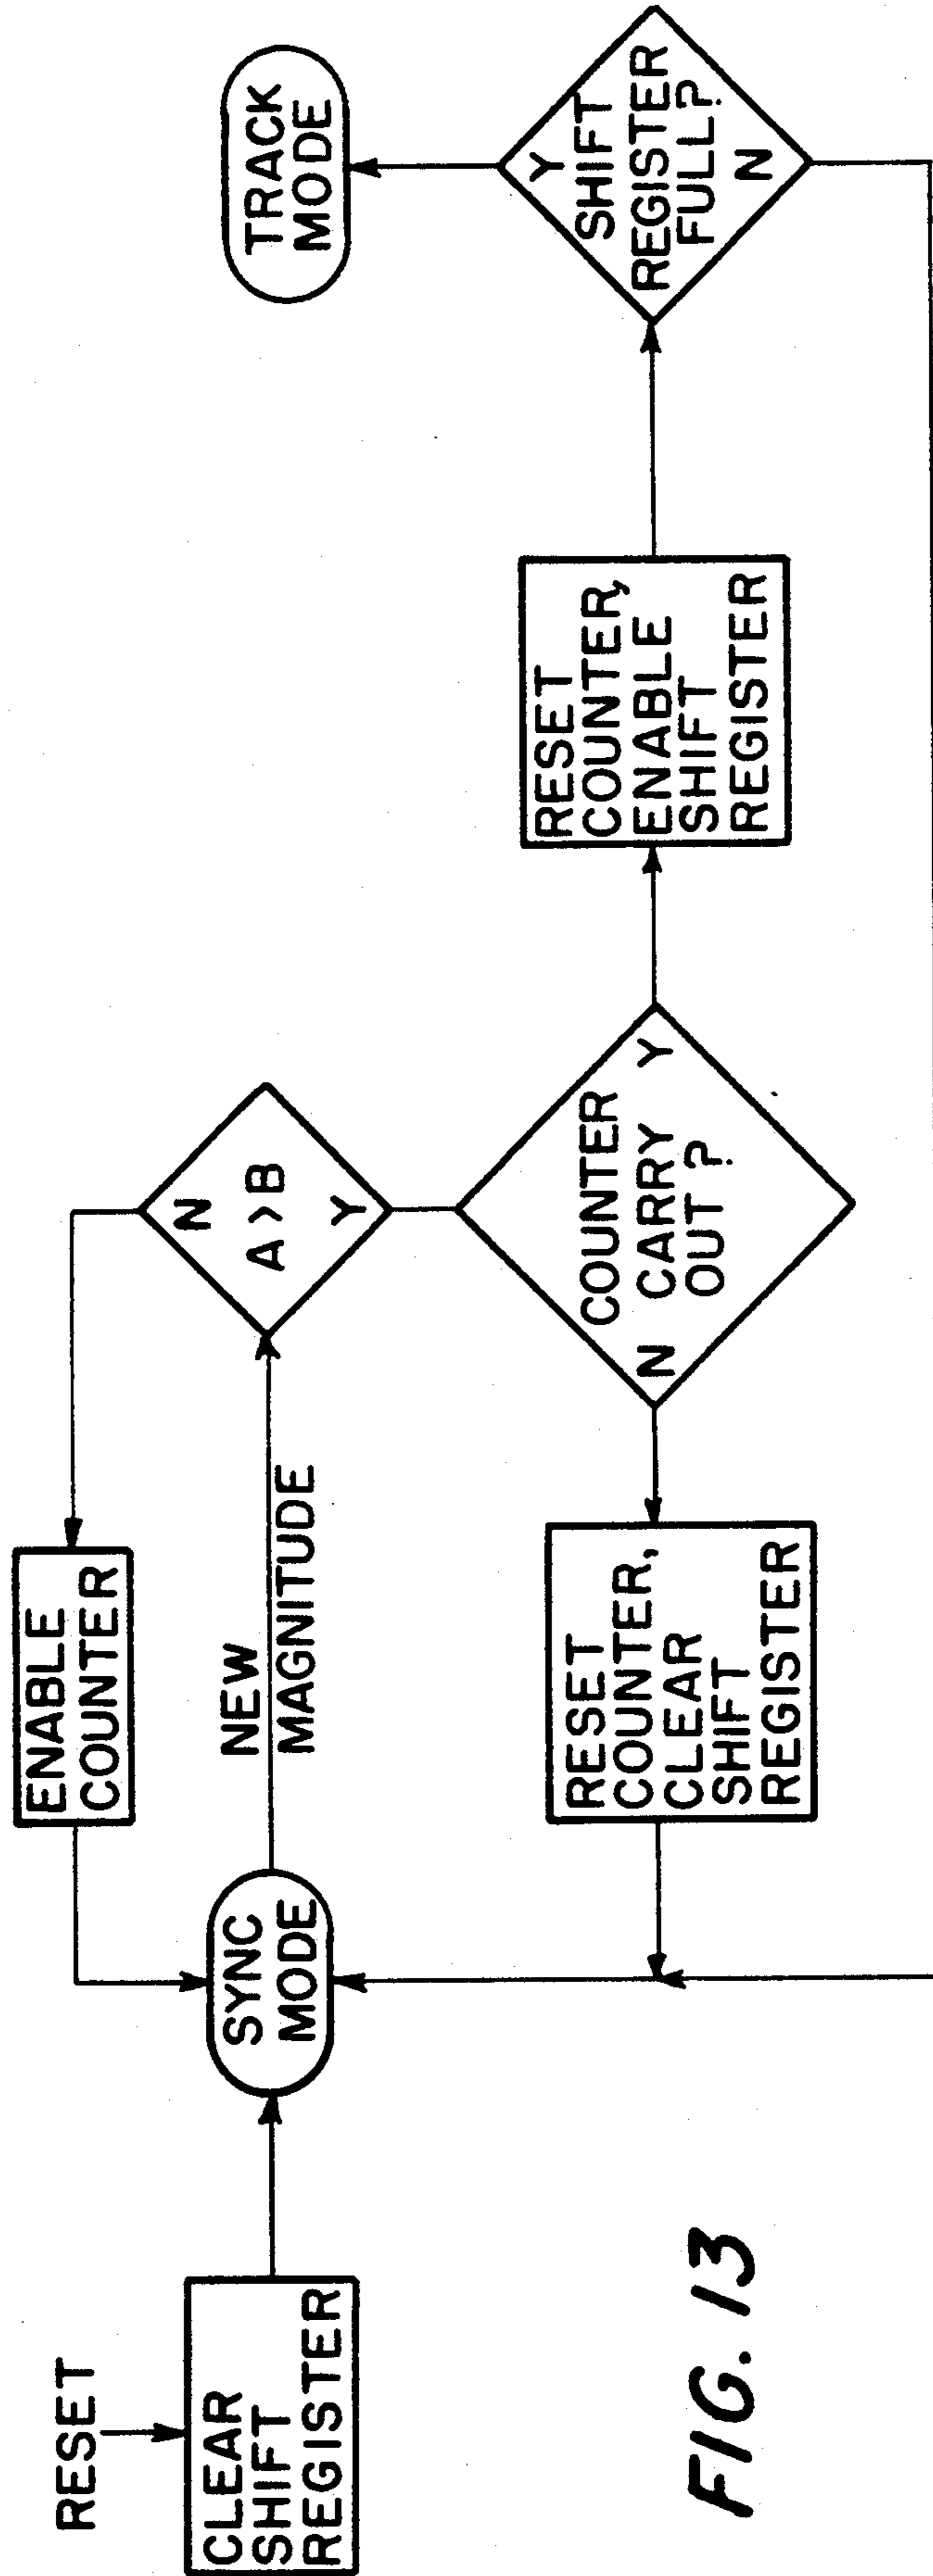 RESET
CLEAR
SHIFT
REGISTER
SYNC
MODE
ENABLE
COUNTER
NEW
MAGNITUDE
N
A > B
Y
RESET
COUNTER,
CLEAR
SHIFT
REGISTER
COUNTER
N CARRY Y
OUT ?
RESET
COUNTER,
ENABLE
SHIFT
REGISTER
TRACK
MODE
Y
SHIFT
REGISTER
FULL?
N
FIG. 13